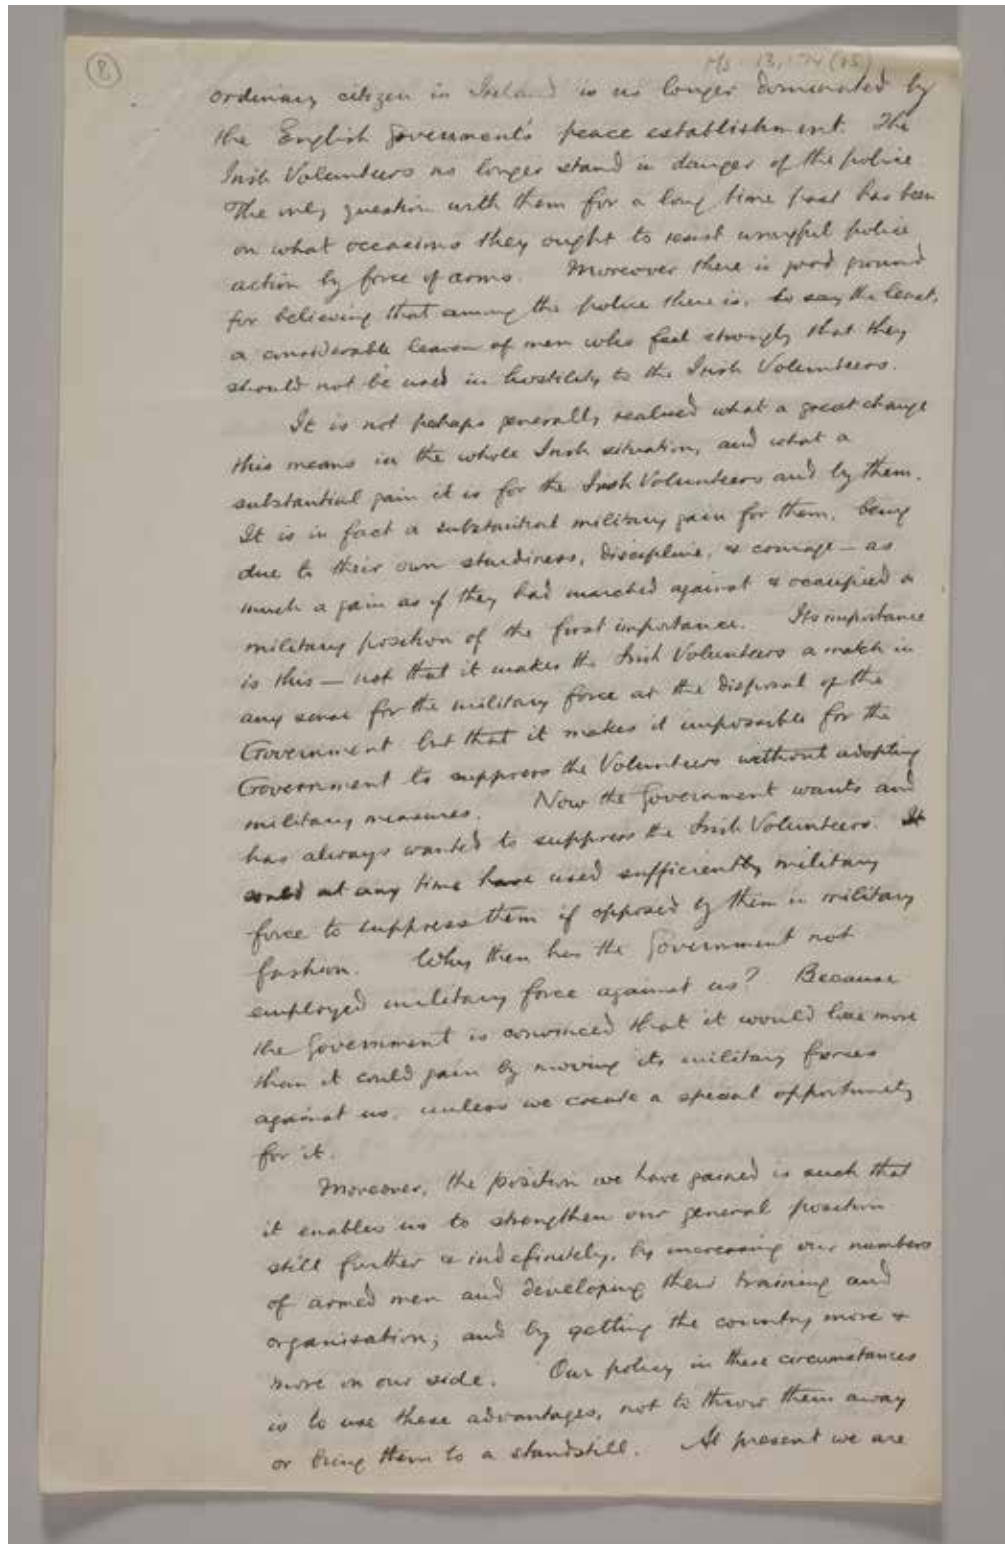 8
Ms. 13,174 (15)
ordinary citizen in Ireland is no longer dominated by
the English Government's peace establishment. The
Irish Volunteers no longer stand in danger of the police
The only question with them for a long time past has been
on what occasions they ought to resist wrongful police
action by force of arms. Moreover there is good ground
for believing that among the police there is, to say the least,
a considerable leaven of men who feel strongly that they
should not be used in hostility to the Irish Volunteers.
It is not perhaps generally realised what a great change
this means in the whole Irish situation, and what a
substantial gain it is for the Irish Volunteers and by them.
It is in fact a substantial military gain for them, being
due to their own steadiness, discipline, & courage – as
much a gain as if they had marched against & occupied a
military position of the first importance. Its importance
is this – not that it makes the Irish Volunteers a match in
any sense for the military force at the disposal of the
Government but that it makes it impossible for the
Government to suppress the Volunteers without adopting
military measures. Now the Government wants and
has always wanted to suppress the Irish Volunteers. It
could at any time have used sufficiently military
force to suppress them if opposed by them in military
fashion. Why then has the Government not
employed military force against us? Because
the Government is convinced that it would lose more
than it could gain by moving its military forces
against us, unless we create a special opportunity
for it.
Moreover, the position we have gained is such that
it enables us to strengthen our general position
still further & indefinitely, by increasing our numbers
of armed men and developing their training and
organisation; and by getting the country more &
more on our side. Our policy in these circumstances
is to use these advantages, not to throw them away
or bring them to a standstill. At present we are